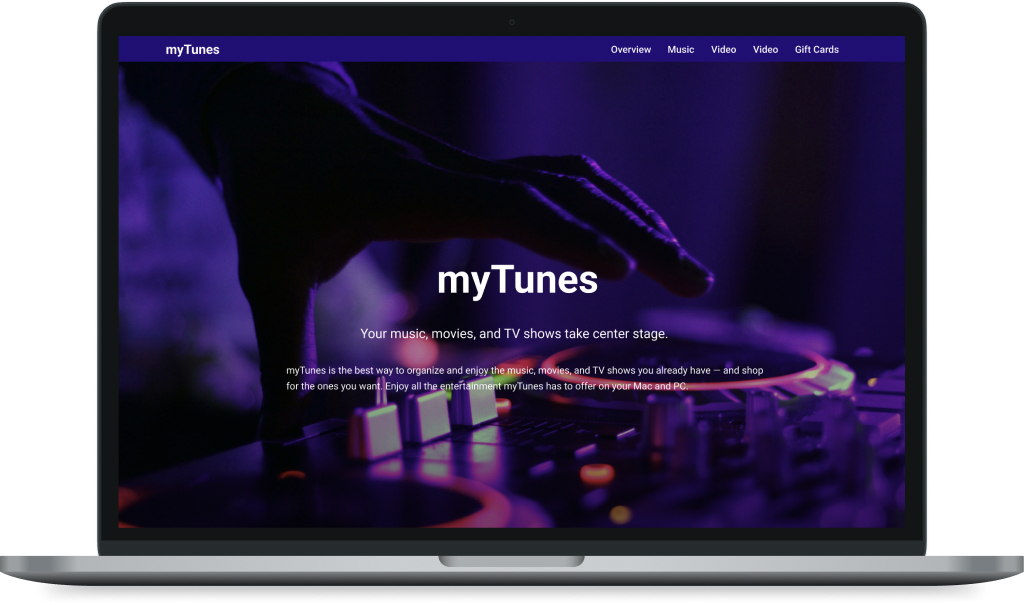 myTunes
Overview Music Video Video Gift Cards
myTunes
Your music, movies, and TV shows take center stage.
myTunes is the best way to organize and enjoy the music, movies, and TV shows you already have — and shop
for the ones you want. Enjoy all the entertainment myTunes has to offer on your Mac and PC.